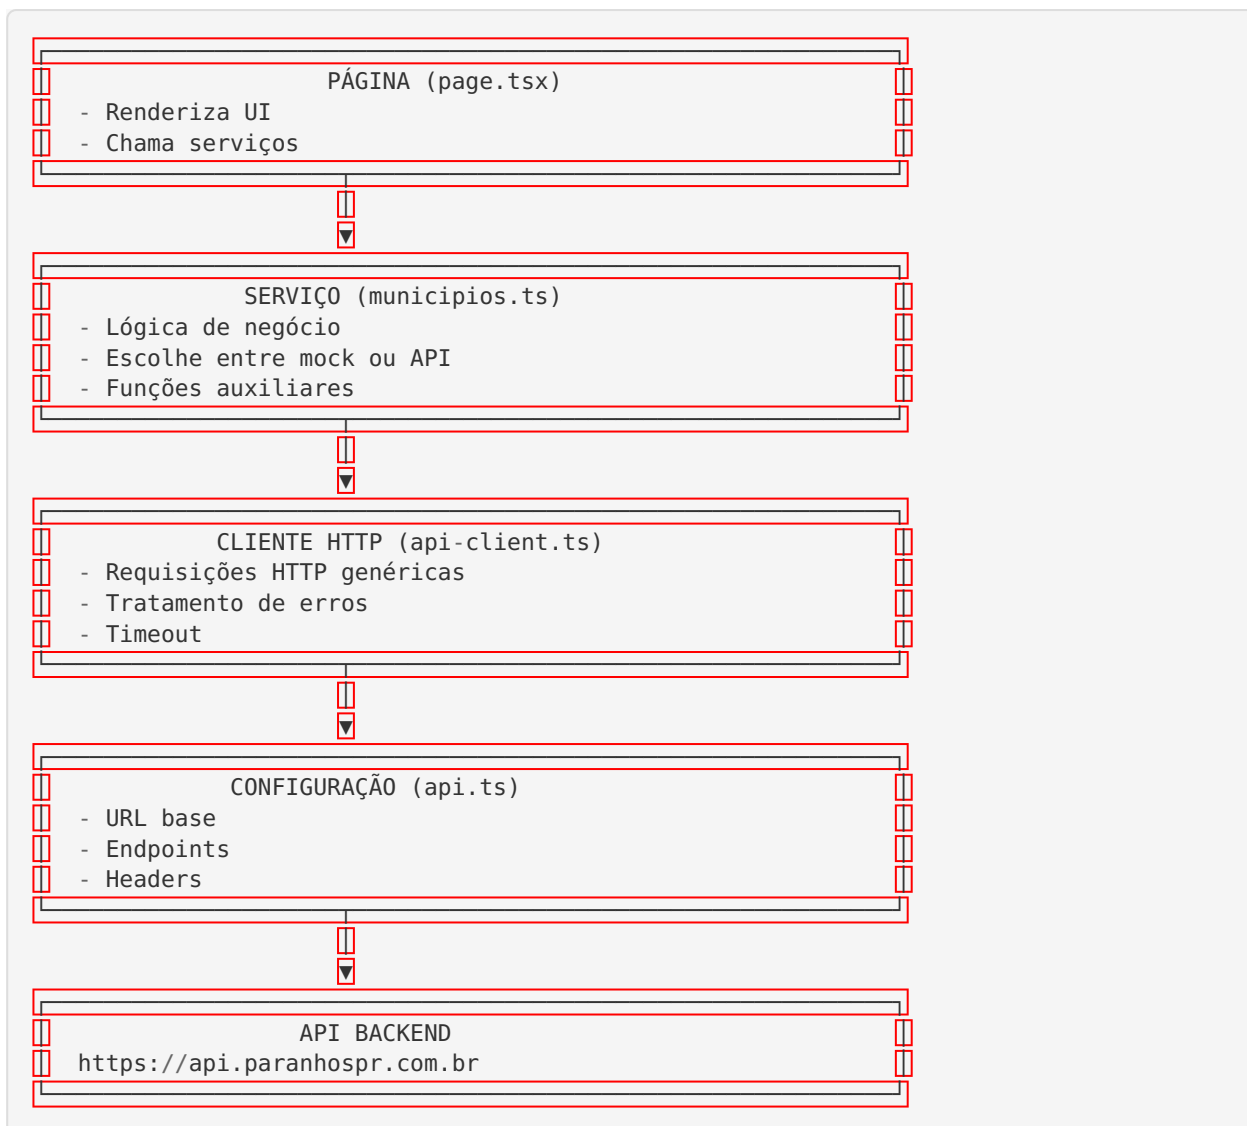 PÁGINA (page.tsx)
- Renderiza UI
- Chama serviços
▼
SERVIÇO (municipios.ts)
- Lógica de negócio
- Escolhe entre mock ou API
- Funções auxiliares
▼
CLIENTE HTTP (api-client.ts)
- Requisições HTTP genéricas
- Tratamento de erros
- Timeout
▼
CONFIGURAÇÃO (api.ts)
- URL base
- Endpoints
- Headers
▼
API BACKEND
https://api.paranhospr.com.br